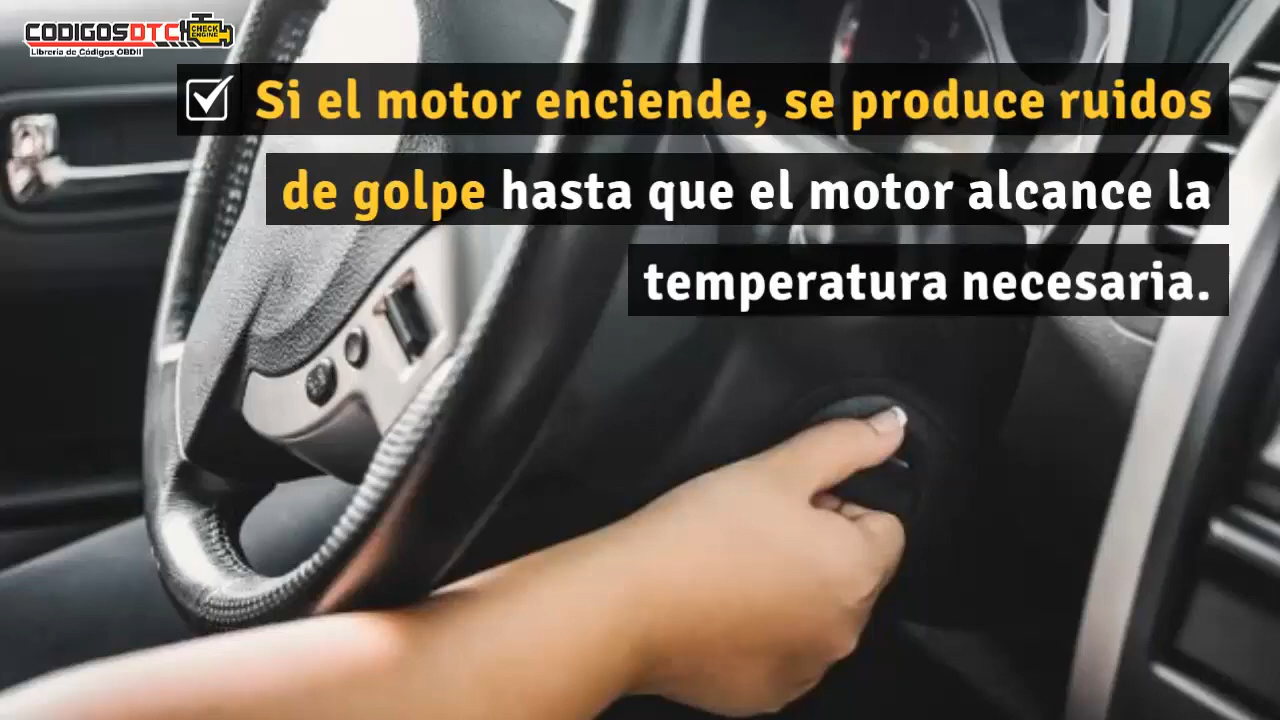 CODIGOSDTC
CHECK ENGINE
Librería de Códigos OBDII
Si el motor enciende, se produce ruidos
de golpe hasta que el motor alcance la
temperatura necesaria.